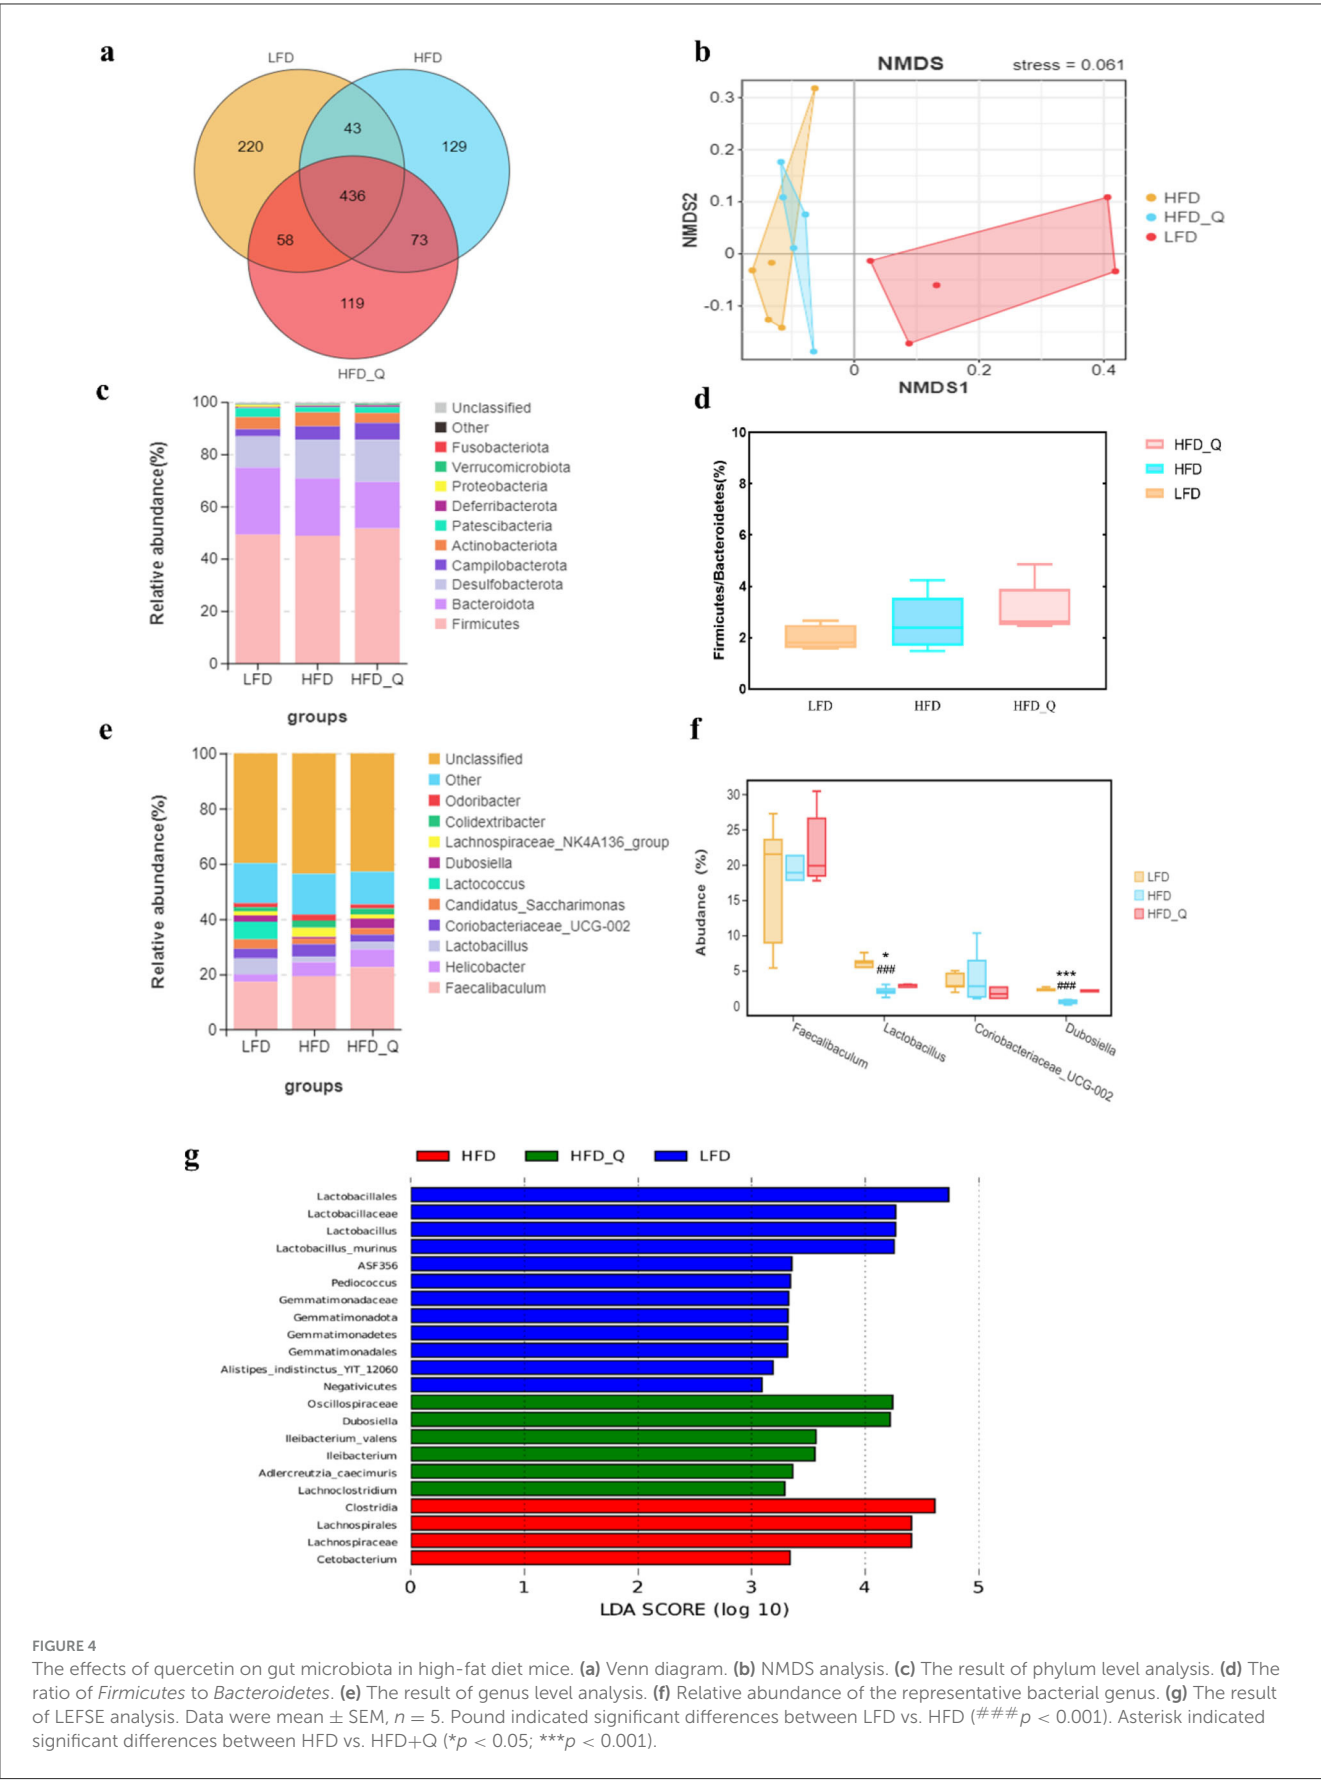 a
LFD
HFD
220
43
129
436
58
73
119
HFD_Q
b
NMDS
stress = 0.061
NMDS2
0.3
0.2
0.1
0
-0.1
0
0.2
0.4
NMDS1
HFD
HFD_Q
LFD
c
Relative abundance(%)
100
80
60
40
20
0
LFD
HFD
HFD_Q
groups
Unclassified
Other
Fusobacteriota
Verrucomicrobiota
Proteobacteria
Deferribacterota
Patescibacteria
Actinobacteriota
Campilobacterota
Desulfobacterota
Bacteroidota
Firmicutes
d
Firmicutes/Bacteroidetes(%)
10
8
6
4
2
0
LFD
HFD
HFD_Q
HFD_Q
HFD
LFD
e
Relative abundance(%)
100
80
60
40
20
0
LFD
HFD
HFD_Q
groups
Unclassified
Other
Odoribacter
Colidextribacter
Lachnospiraceae_NK4A136_group
Dubosiella
Lactococcus
Candidatus_Saccharimonas
Coriobacteriaceae_UCG-002
Lactobacillus
Helicobacter
Faecalibaculum
f
Abudance (%)
30
25
20
15
10
5
0
*
###
***
###
Faecalibaculum
Lactobacillus
Coriobacteriaceae_UCG-002
Dubosiella
LFD
HFD
HFD_Q
g
HFD
HFD_Q
LFD
Lactobacillales
Lactobacillaceae
Lactobacillus
Lactobacillus_murinus
ASF356
Pediococcus
Gemmatimonadaceae
Gemmatimonadota
Gemmatimonadetes
Gemmatimonadales
Alistipes_indistinctus_YIT_12060
Negativicutes
Oscillospiraceae
Dubosiella
Ileibacterium_valens
Ileibacterium
Adlercreutzia_caecimuris
Lachnoclostridium
Clostridia
Lachnospirales
Lachnospiraceae
Cetobacterium
0
1
2
3
4
5
LDA SCORE (log 10)
FIGURE 4
The effects of quercetin on gut microbiota in high-fat diet mice. (a) Venn diagram. (b) NMDS analysis. (c) The result of phylum level analysis. (d) The
ratio of Firmicutes to Bacteroidetes. (e) The result of genus level analysis. (f) Relative abundance of the representative bacterial genus. (g) The result
of LEFSE analysis. Data were mean ± SEM, n = 5. Pound indicated significant differences between LFD vs. HFD (###p < 0.001). Asterisk indicated
significant differences between HFD vs. HFD+Q (*p < 0.05; ***p < 0.001).